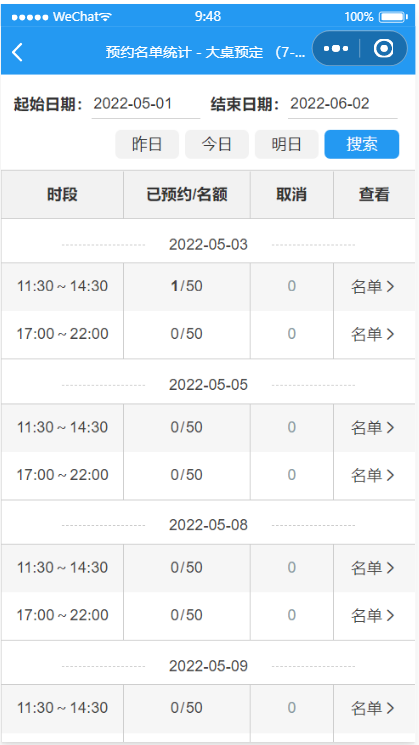 WeChat 9:48 100%
预约名单统计 - 大桌预定 （7-...
起始日期： 2022-05-01 结束日期： 2022-06-02
昨日 今日 明日 搜索
时段 已预约/名额 取消 查看
2022-05-03
11:30 ~ 14:30 1/50 0 名单
17:00 ~ 22:00 0/50 0 名单
2022-05-05
11:30 ~ 14:30 0/50 0 名单
17:00 ~ 22:00 0/50 0 名单
2022-05-08
11:30 ~ 14:30 0/50 0 名单
17:00 ~ 22:00 0/50 0 名单
2022-05-09
11:30 ~ 14:30 0/50 0 名单